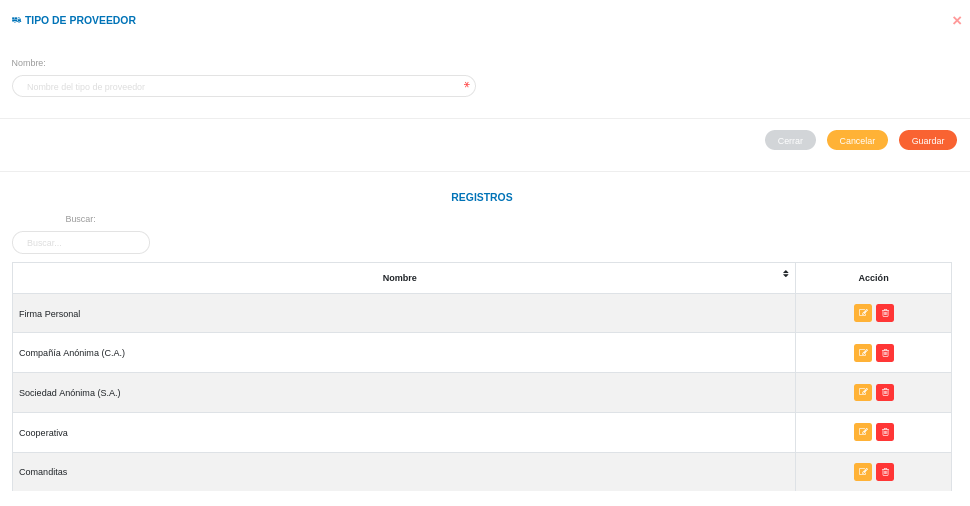 TIPO DE PROVEEDOR
×
Nombre:
Nombre del tipo de proveedor *
Cerrar Cancelar Guardar
REGISTROS
Buscar:
Buscar...
Nombre Acción
Firma Personal
Compañía Anónima (C.A.)
Sociedad Anónima (S.A.)
Cooperativa
Comanditas